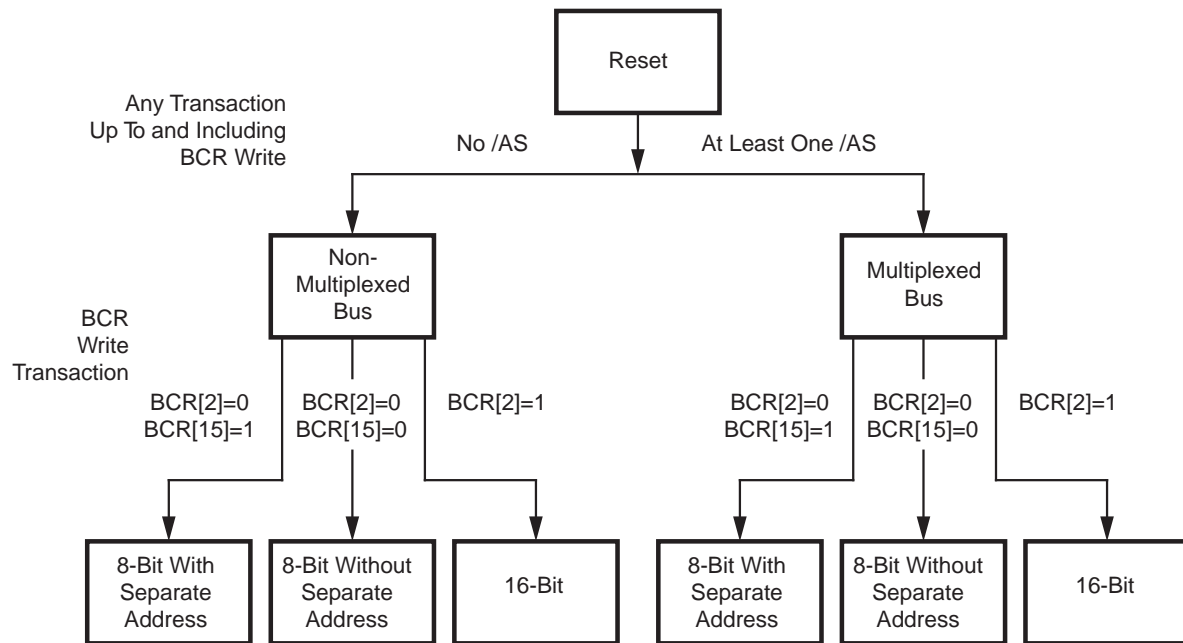 Reset
Any Transaction
Up To and Including
BCR Write
No /AS
At Least One /AS
Non-
Multiplexed
Bus
Multiplexed
Bus
BCR
Write
Transaction
BCR[2]=0
BCR[15]=1
BCR[2]=0
BCR[15]=0
BCR[2]=1
BCR[2]=0
BCR[15]=1
BCR[2]=0
BCR[15]=0
BCR[2]=1
8-Bit With
Separate
Address
8-Bit Without
Separate
Address
16-Bit
8-Bit With
Separate
Address
8-Bit Without
Separate
Address
16-Bit